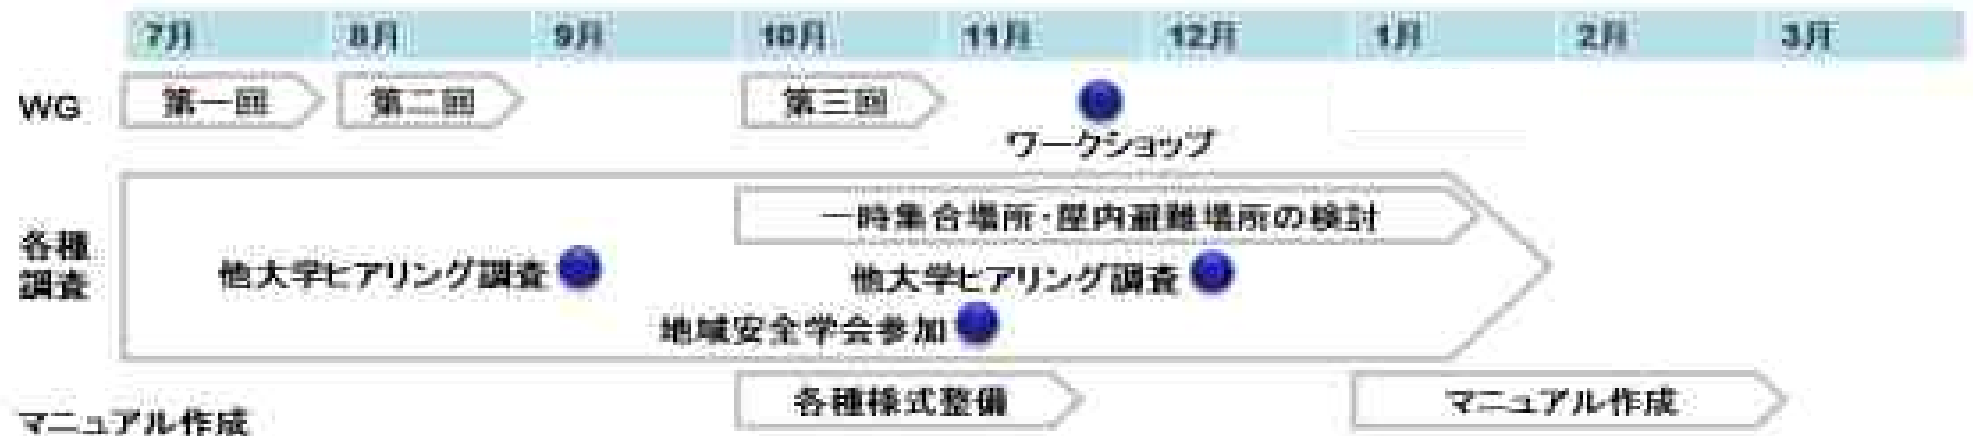 7月 8月 9月 10月 11月 12月 1月 2月 3月
WG
第一回 第二回 第三回
ワークショップ
一時集合場所・屋内避難場所の検討
各種
調査
他大学ヒアリング調査 他大学ヒアリング調査
地域安全学会参加
各種様式整備 マニュアル作成
マニュアル作成